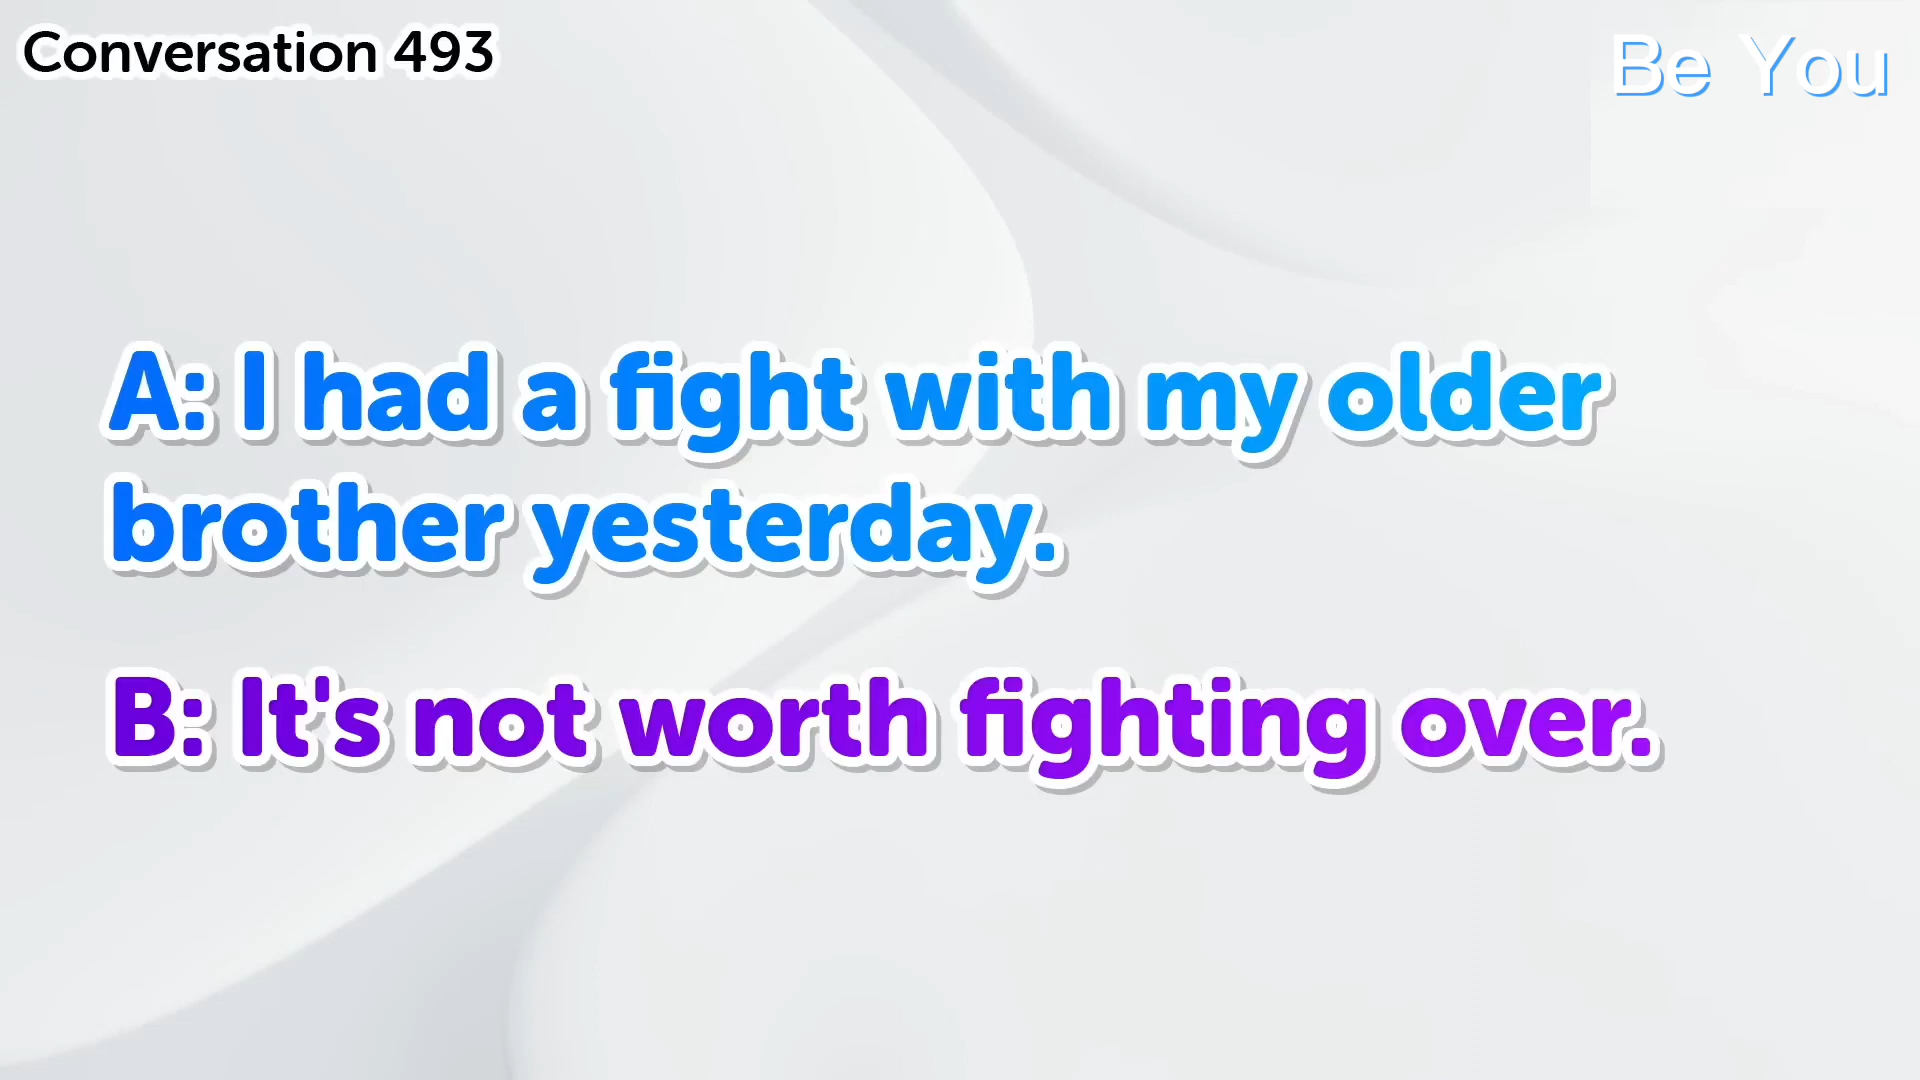 Conversation 493
Be You
A: I had a fight with my older
brother yesterday.
B: It's not worth fighting over.